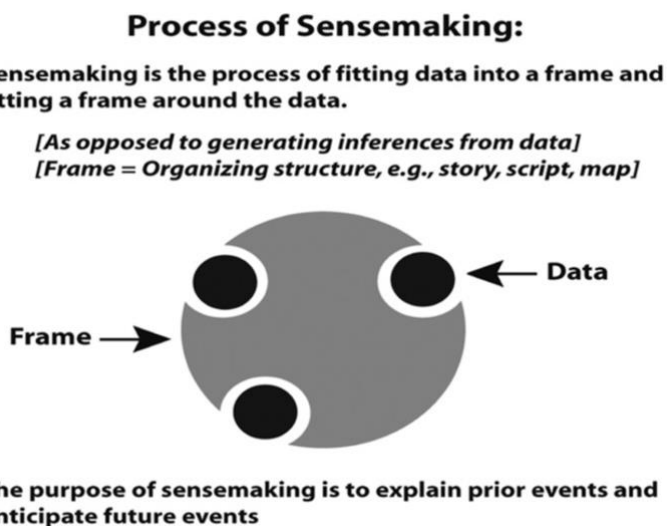 Process of Sensemaking:
ensemaking is the process of fitting data into a frame and
tting a frame around the data.
[As opposed to generating inferences from data]
[Frame = Organizing structure, e.g., story, script, map]
Data
Frame
he purpose of sensemaking is to explain prior events and
nticipate future events